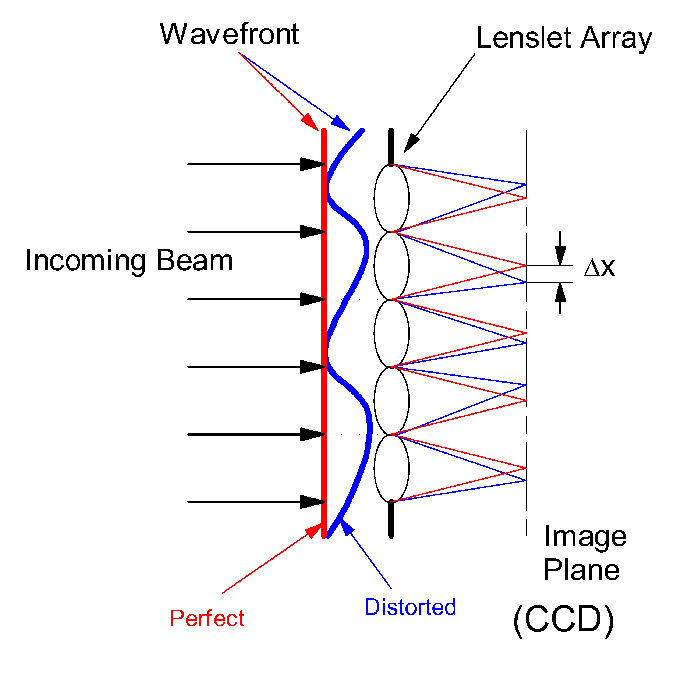 Wavefront
Lenslet Array
Incoming Beam
Δx
Image
Plane
(CCD)
Perfect
Distorted